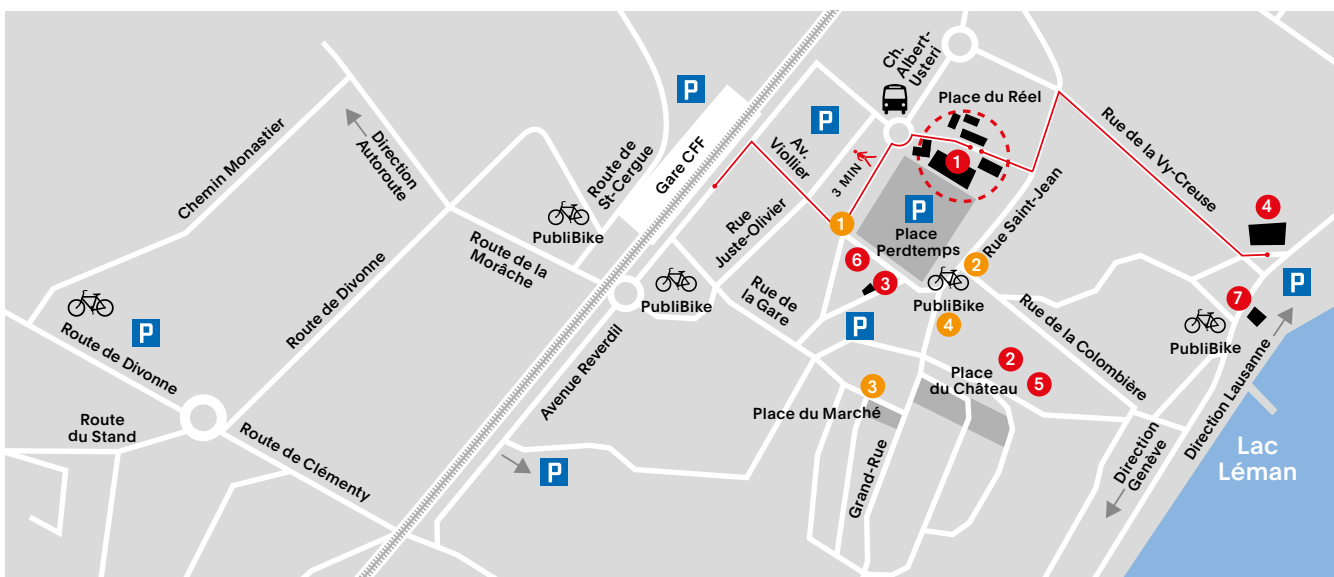 Ch.
Albert-
Usteri
Place du Réel
P
P
P
Gare CFF
Route de
St-Cergue
Direction
Autoroute
Chemin Monastier
Av.
Viollier
3 MIN
1
Rue de la Vy-Creuse
4
P
Place
Perdtemps
Rue Saint-Jean
1
2
6
3
PubliBike
PubliBike
PubliBike
Rue
Juste-Olivier
Route de la
Morâche
Route de Divonne
P
Route de Divonne
Rue de
la Gare
P
4
Rue de la Colombière
7
P
PubliBike
2
5
Place
du Château
3
Place du Marché
Avenue Reverdil
Route
du Stand
Route de Clémenty
P
Grand-Rue
Direction
Genève
Direction Lausanne
Lac
Léman